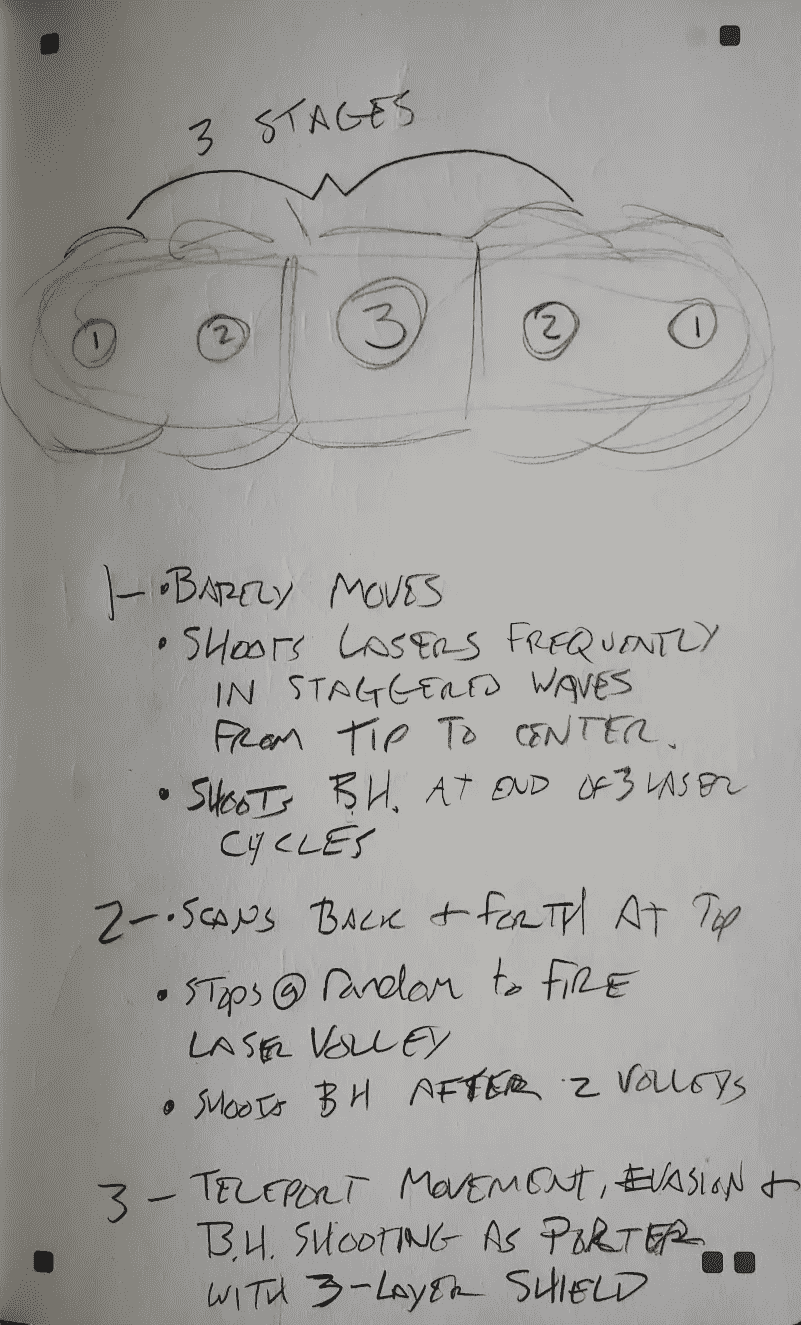 3 STAGES
1 2 3 2 1
1- • BARELY MOVES
• SHOOTS LASERS FREQUENTLY
IN STAGGERED WAVES
FROM TIP TO CENTER.
• SHOOTS B.H. AT END OF 3 LASER
CYCLES
2- • SCANS BACK + FORTH AT TOP
• STOPS @ random to FIRE
LASER VOLLEY
• SHOOTS BH AFTER 2 VOLLEYS
3 - TELEPORT MOVEMENT, EVASION +
B.H. SHOOTING AS PORTER
WITH 3-LAYER SHIELD